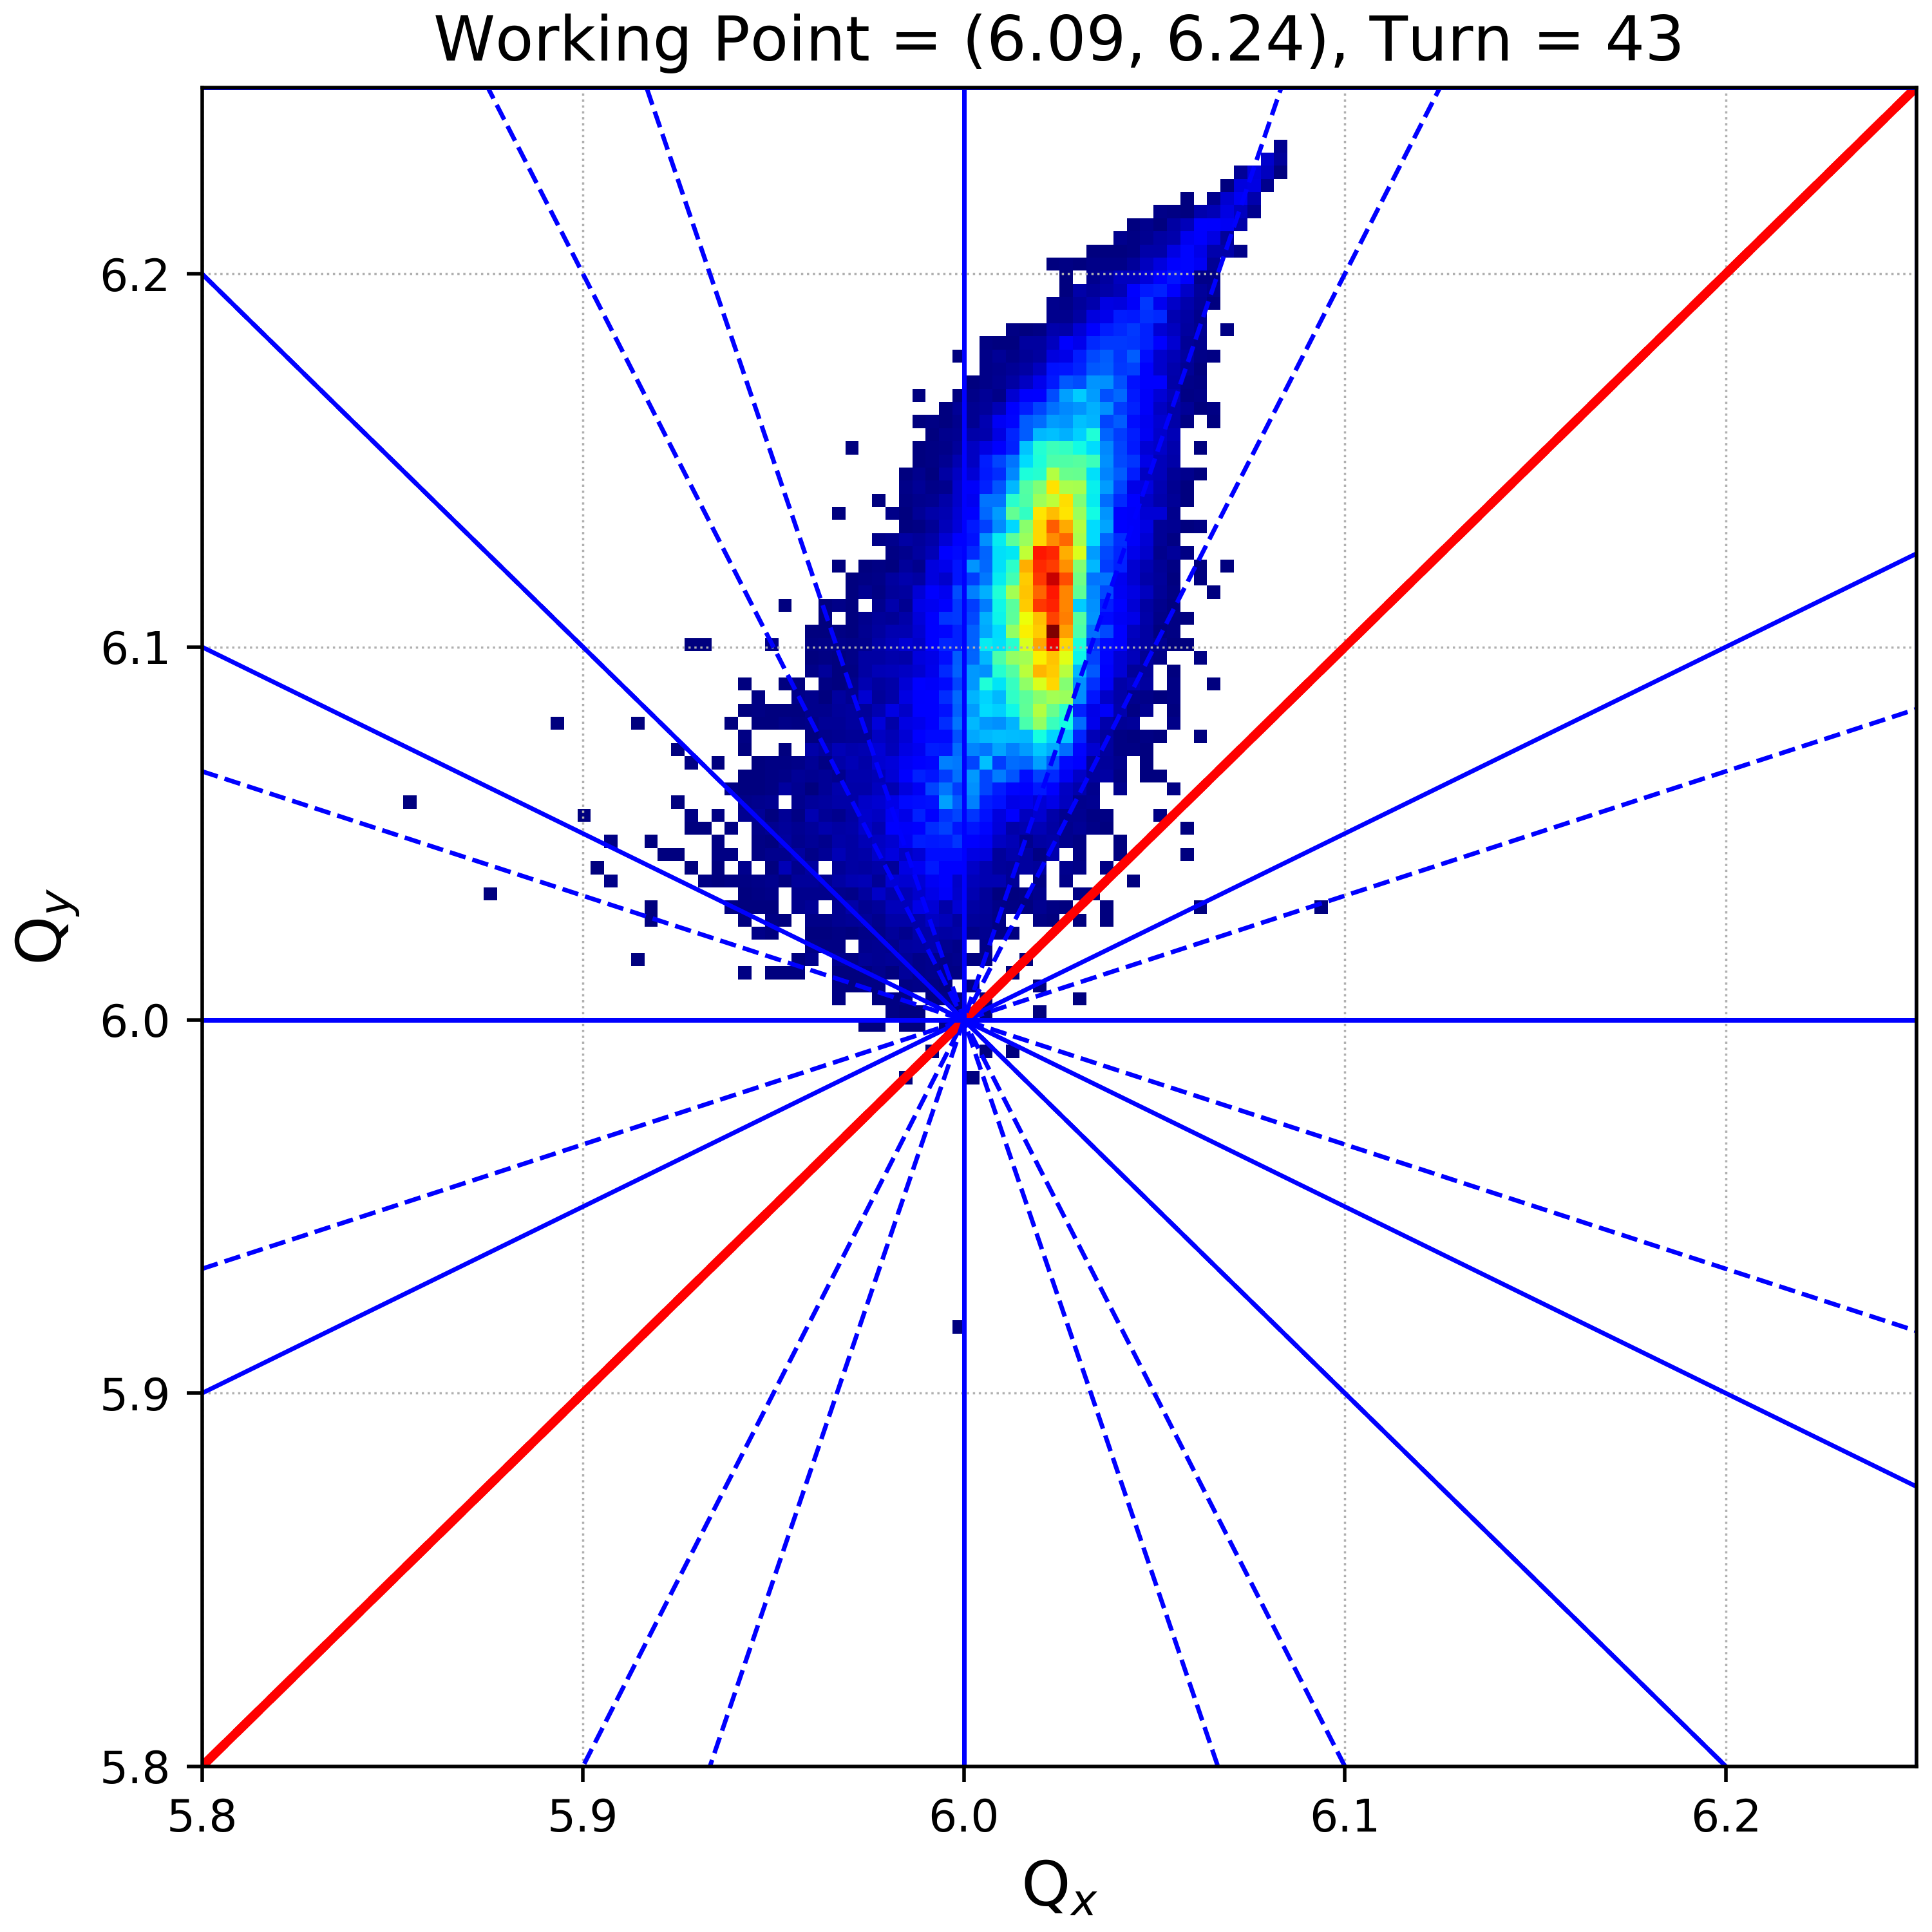 Working Point = (6.09, 6.24), Turn = 43
6.2
6.1
6.0
5.9
5.8
Qy
5.8 5.9 6.0 6.1 6.2
Qx